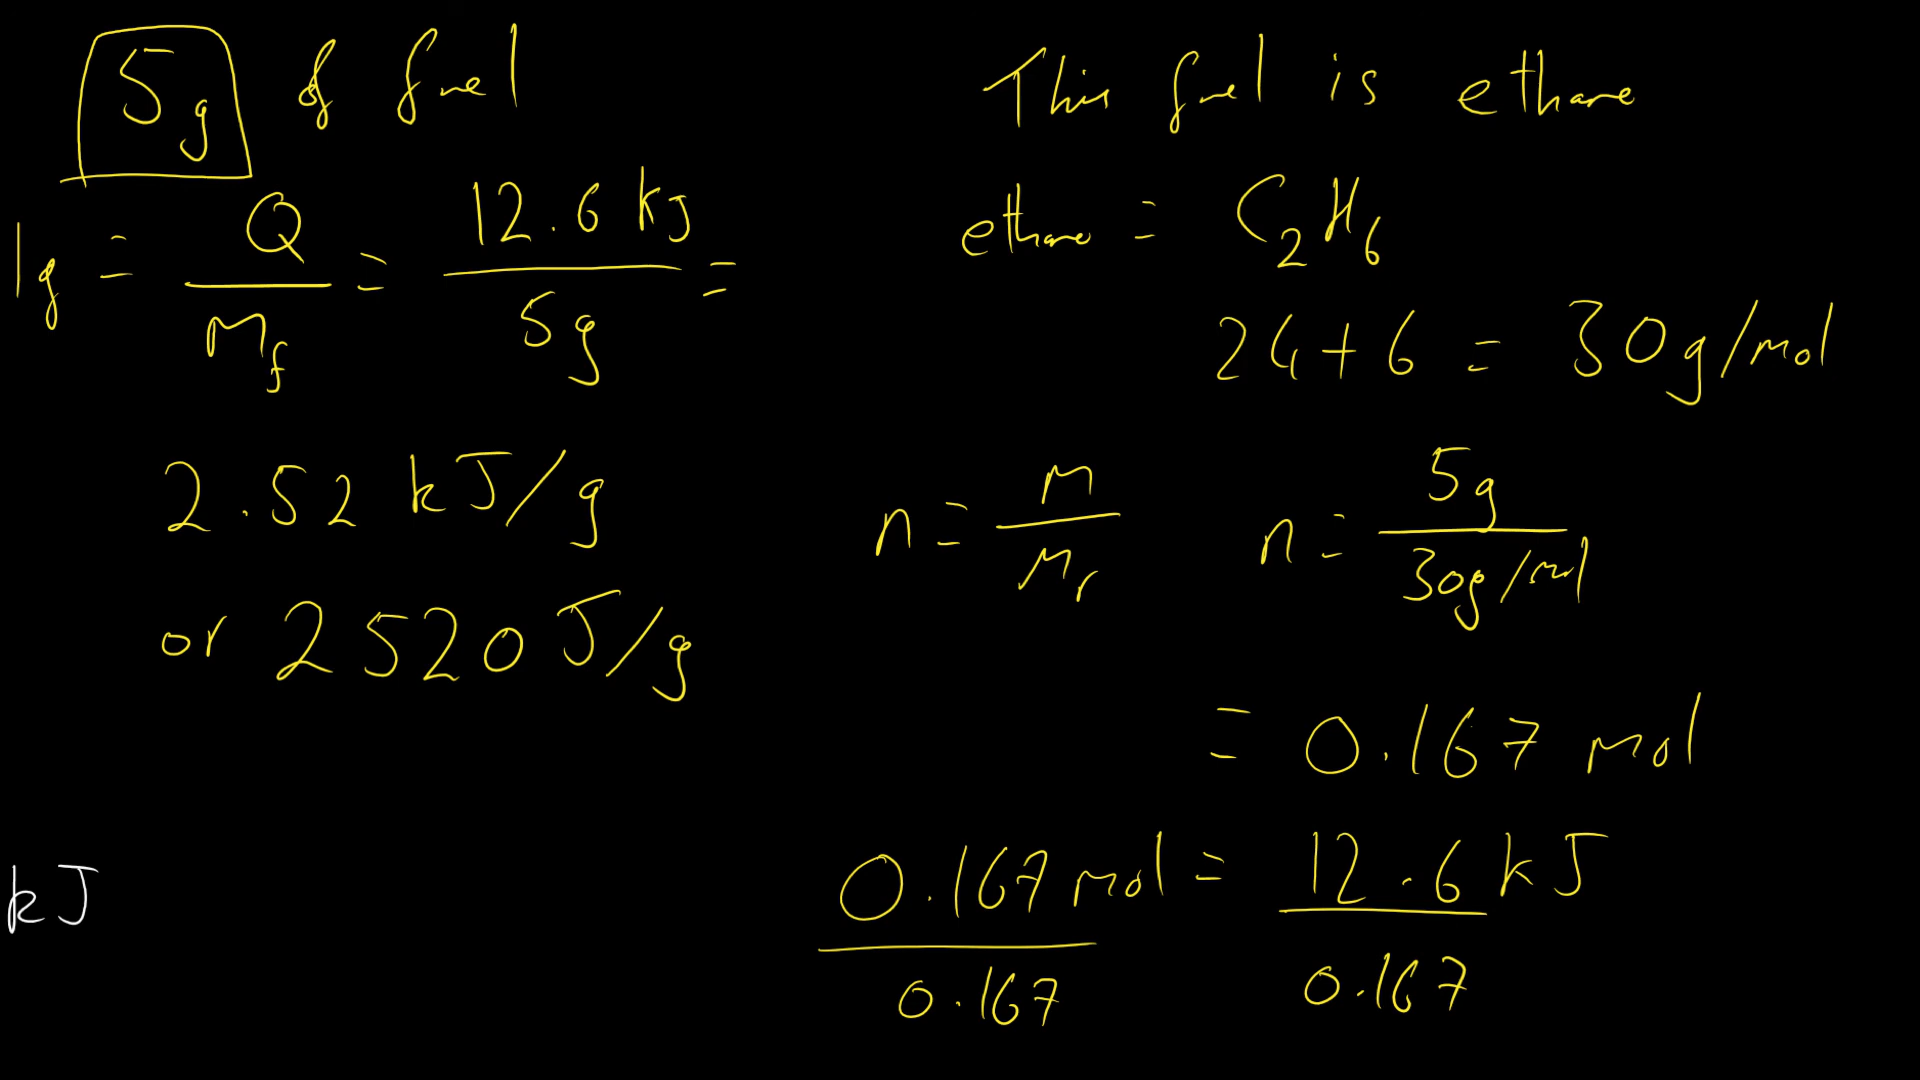 5g of fuel
1g = Q / Mf = 12.6 kJ / 5g =
2.52 kJ/g
or 2520 J/g
kJ
This fuel is ethane
ethane = C₂H₆
24 + 6 = 30g/mol
n = m / Mr
n = 5g / 30g/mol
= 0.167 mol
0.167 mol / 0.167 = 12.6 kJ / 0.167